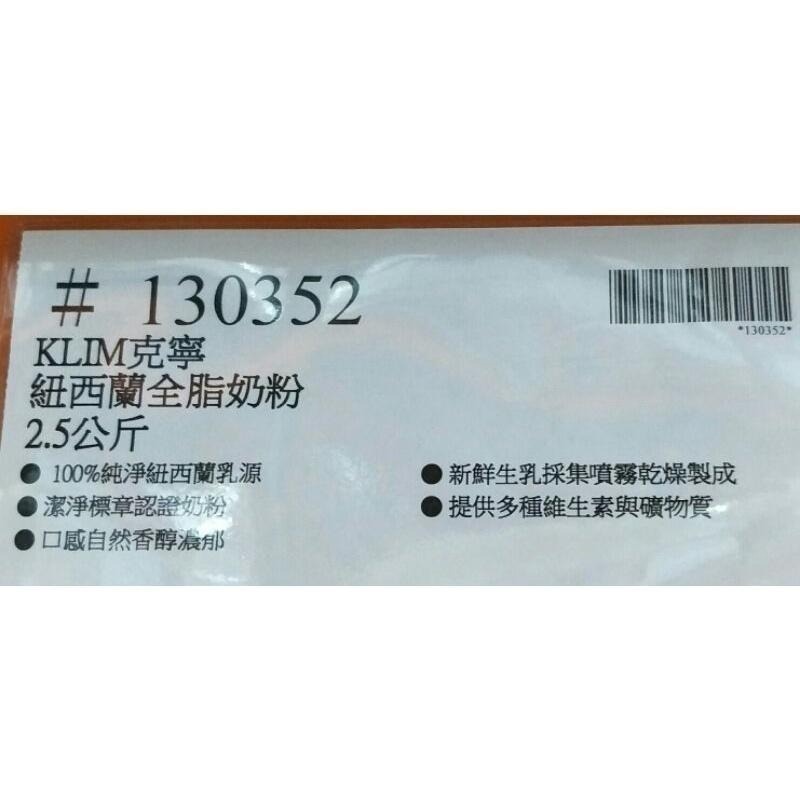 # 130352
*130352*
KLIM克寧
紐西蘭全脂奶粉
2.5公斤
● 100%純淨紐西蘭乳源
● 潔淨標章認證奶粉
● 口感自然香醇濃郁
● 新鮮生乳採集噴霧乾燥製成
● 提供多種維生素與礦物質